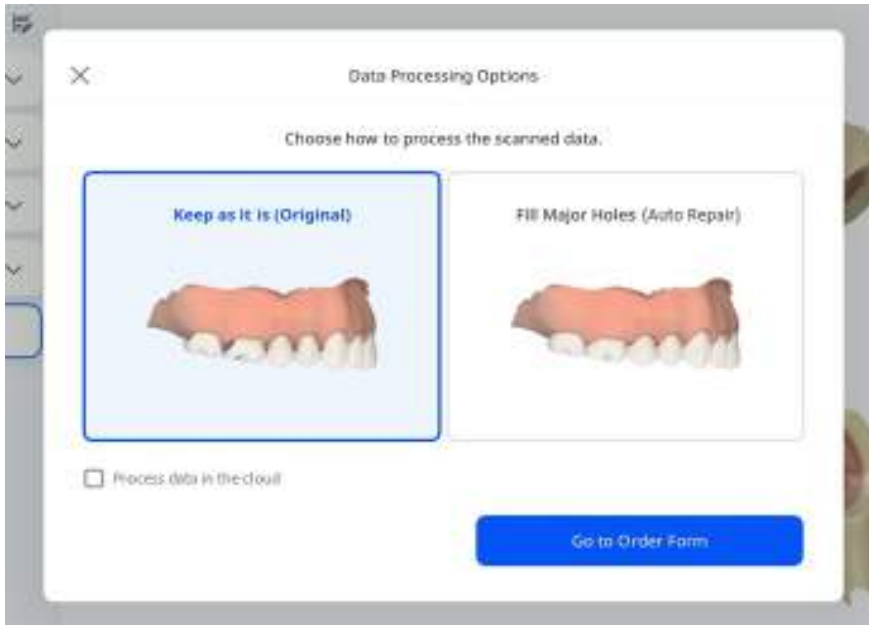 Data Processing Options
Choose how to process the scanned data.
Keep as it is (Original)
Fill Major Holes (Auto Repair)
Process data in the cloud
Go to Order Form